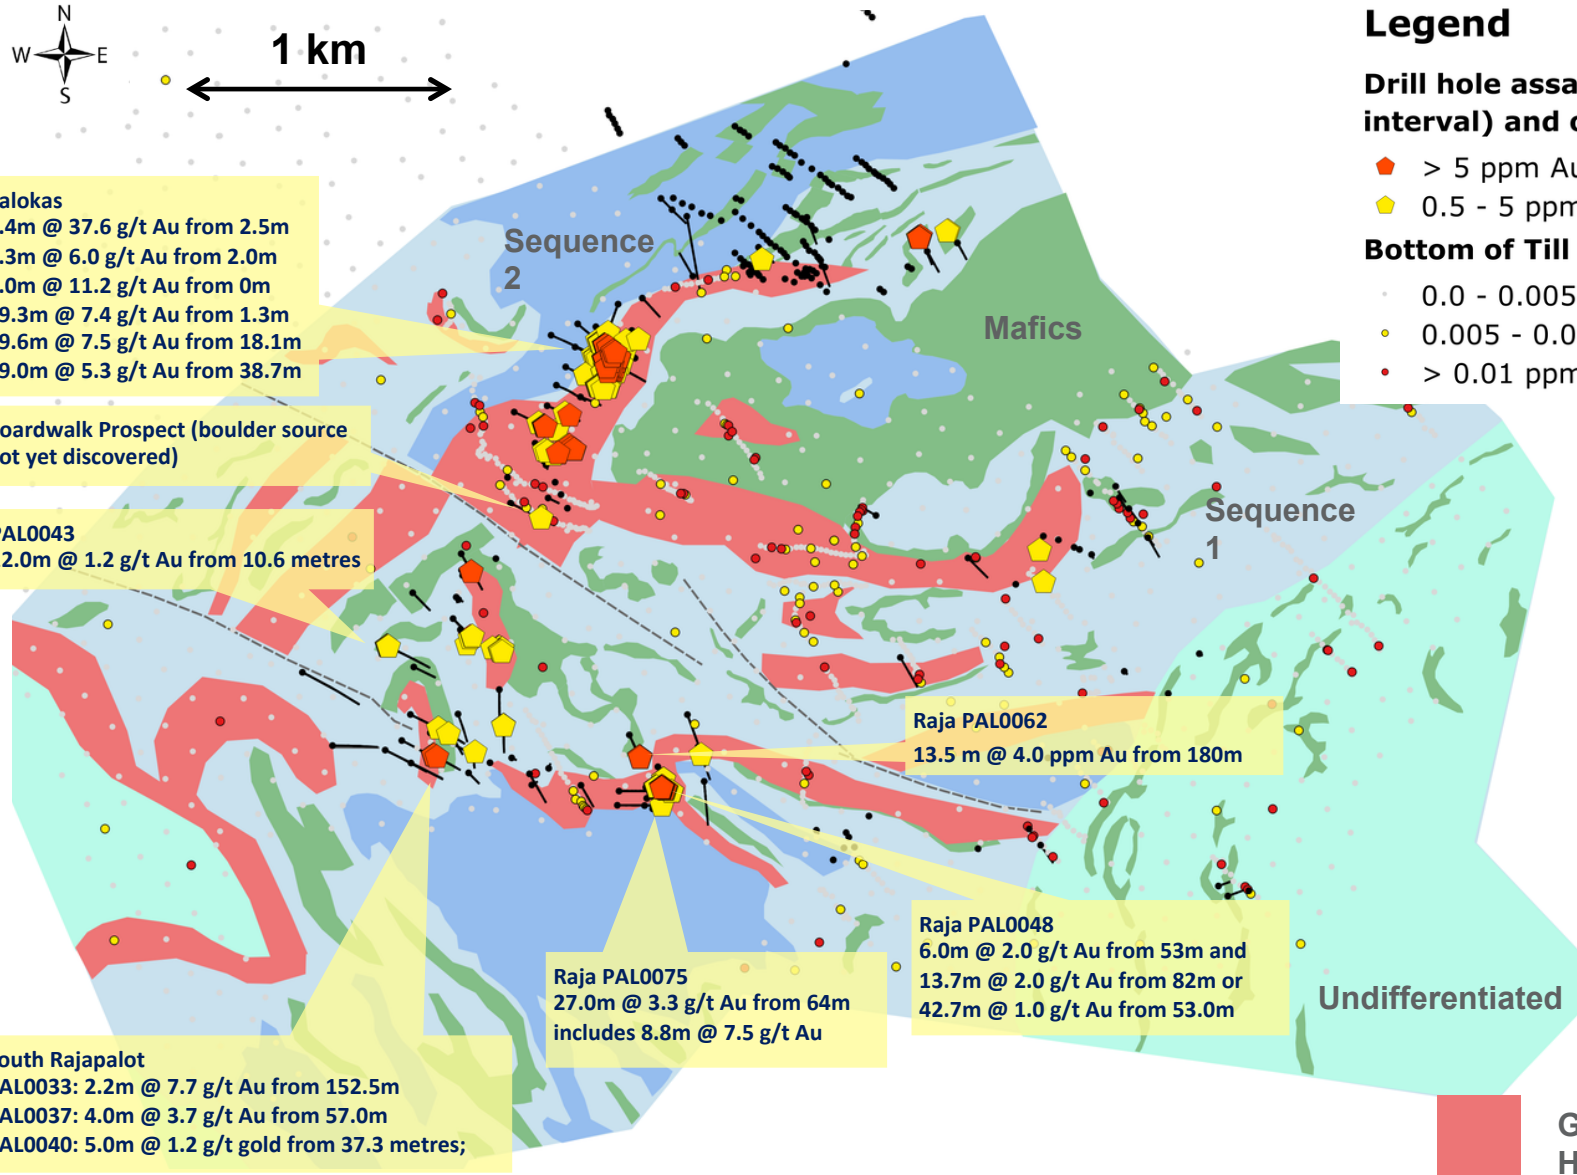 N
W E
S
1 km
Legend
Drill hole assa
interval) and
> 5 ppm Au
0.5 - 5 ppm
Bottom of Till
0.0 - 0.005
0.005 - 0.0
> 0.01 ppm
alokas
.4m @ 37.6 g/t Au from 2.5m
.3m @ 6.0 g/t Au from 2.0m
.0m @ 11.2 g/t Au from 0m
9.3m @ 7.4 g/t Au from 1.3m
9.6m @ 7.5 g/t Au from 18.1m
9.0m @ 5.3 g/t Au from 38.7m
Sequence
2
Mafics
oardwalk Prospect (boulder source
ot yet discovered)
Sequence
1
PAL0043
2.0m @ 1.2 g/t Au from 10.6 metres
Raja PAL0062
13.5 m @ 4.0 ppm Au from 180m
Raja PAL0048
6.0m @ 2.0 g/t Au from 53m and
13.7m @ 2.0 g/t Au from 82m or
42.7m @ 1.0 g/t Au from 53.0m
Raja PAL0075
27.0m @ 3.3 g/t Au from 64m
includes 8.8m @ 7.5 g/t Au
Undifferentiated
outh Rajapalot
AL0033: 2.2m @ 7.7 g/t Au from 152.5m
AL0037: 4.0m @ 3.7 g/t Au from 57.0m
AL0040: 5.0m @ 1.2 g/t gold from 37.3 metres;
G
H